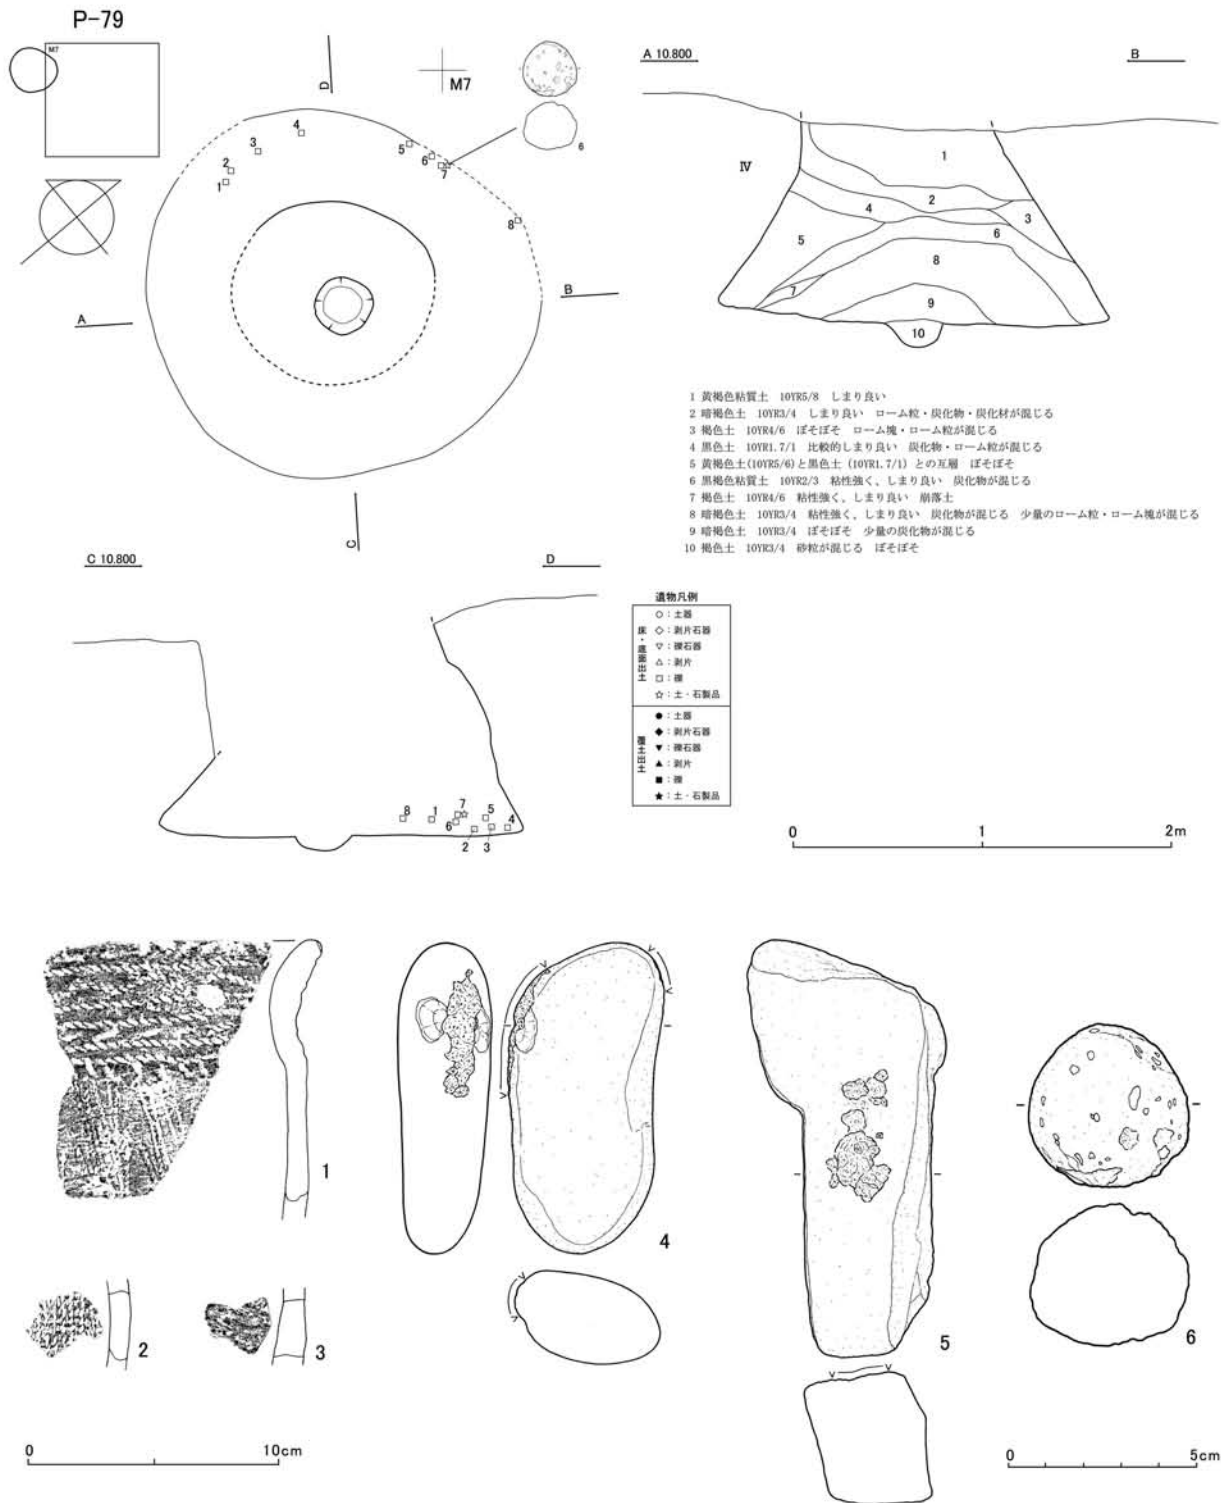 P-79
M7
D
M7
4
3
2
1
5
6
7
8
6
A
B
C
A 10.800
B
IV
1
2
3
4
5
6
7
8
9
10
1 黄褐色粘質土 10YR5/8 しまり良い
2 暗褐色土 10YR3/4 しまり良い ローム粒・炭化物・炭化材が混じる
3 褐色土 10YR4/6 ぼそぼそ ローム塊・ローム粒が混じる
4 黒色土 10YR1.7/1 比較的しまり良い 炭化物・ローム粒が混じる
5 黄褐色土(10YR5/6)と黒色土(10YR1.7/1)との互層 ぼそぼそ
6 黒褐色粘質土 10YR2/3 粘性強く、しまり良い 炭化物が混じる
7 褐色土 10YR4/6 粘性強く、しまり良い 崩落土
8 暗褐色土 10YR3/4 粘性強く、しまり良い 炭化物が混じる 少量のローム粒・ローム塊が混じる
9 暗褐色土 10YR3/4 ぼそぼそ 少量の炭化物が混じる
10 褐色土 10YR3/4 砂粒が混じる ぼそぼそ
C 10.800
D
8
1
7
6
5
4
2
3
遺物凡例
床・底面出土
○:土器
◇:剥片石器
▽:礫石器
△:剥片
□:礫
☆:土・石製品
覆土出土
●:土器
◆:剥片石器
▼:礫石器
▲:剥片
■:礫
★:土・石製品
0 1 2m
1
2
3
4
5
6
0 10cm
0 5cm